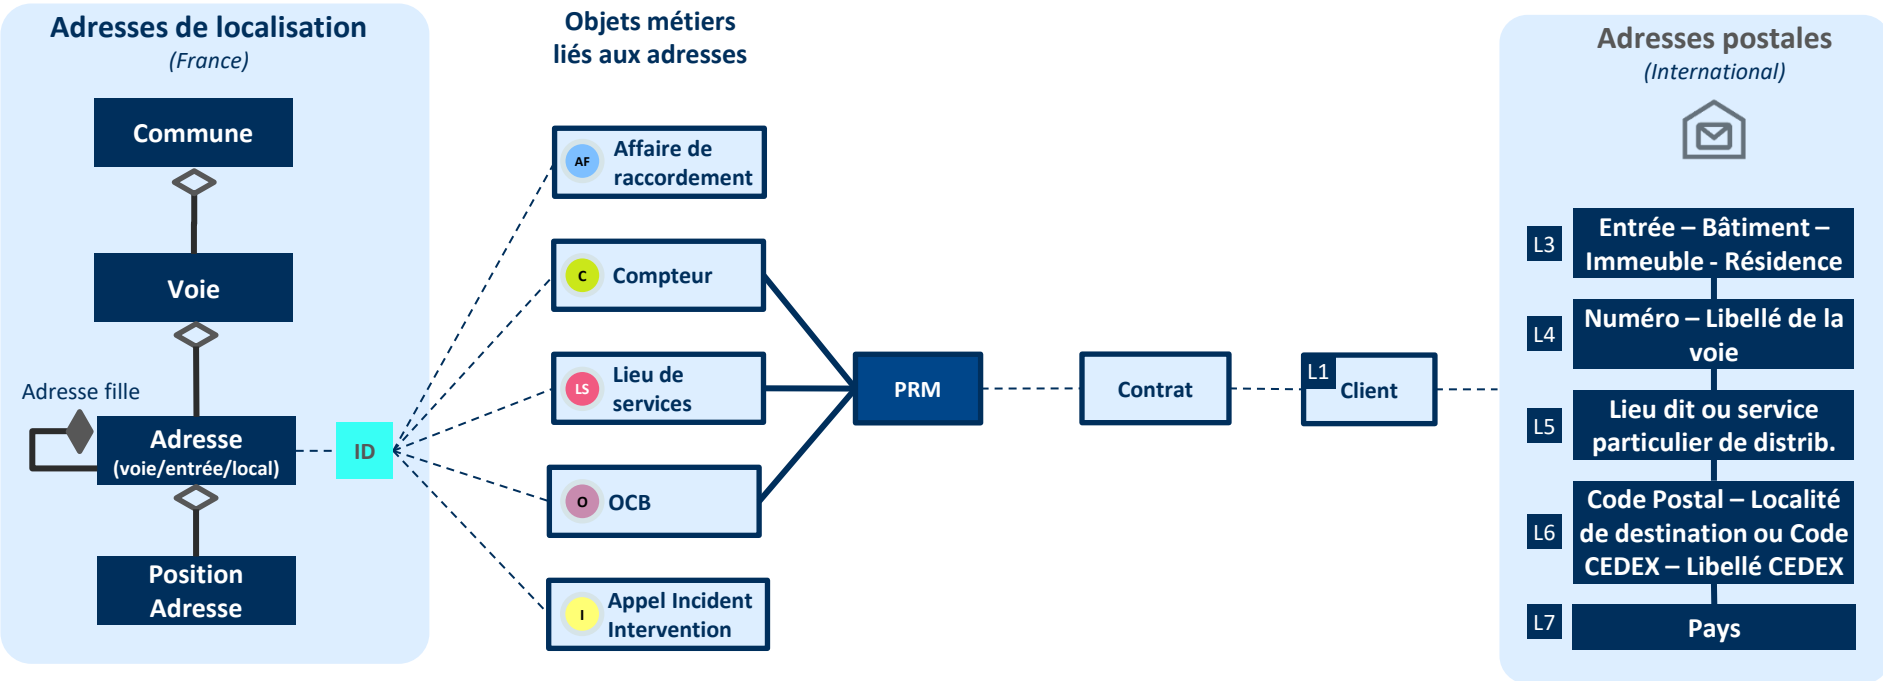 Adresses de localisation
(France)
Commune
Voie
Adresse fille
Adresse
(voie/entrée/local)
Position
Adresse
ID
Objets métiers
liés aux adresses
AF
Affaire de
raccordement
C
Compteur
LS
Lieu de
services
O
OCB
I
Appel Incident
Intervention
PRM
Contrat
L1
Client
Adresses postales
(International)
L3
Entrée – Bâtiment –
Immeuble - Résidence
L4
Numéro – Libellé de la
voie
L5
Lieu dit ou service
particulier de distrib.
L6
Code Postal – Localité
de destination ou Code
CEDEX – Libellé CEDEX
L7
Pays